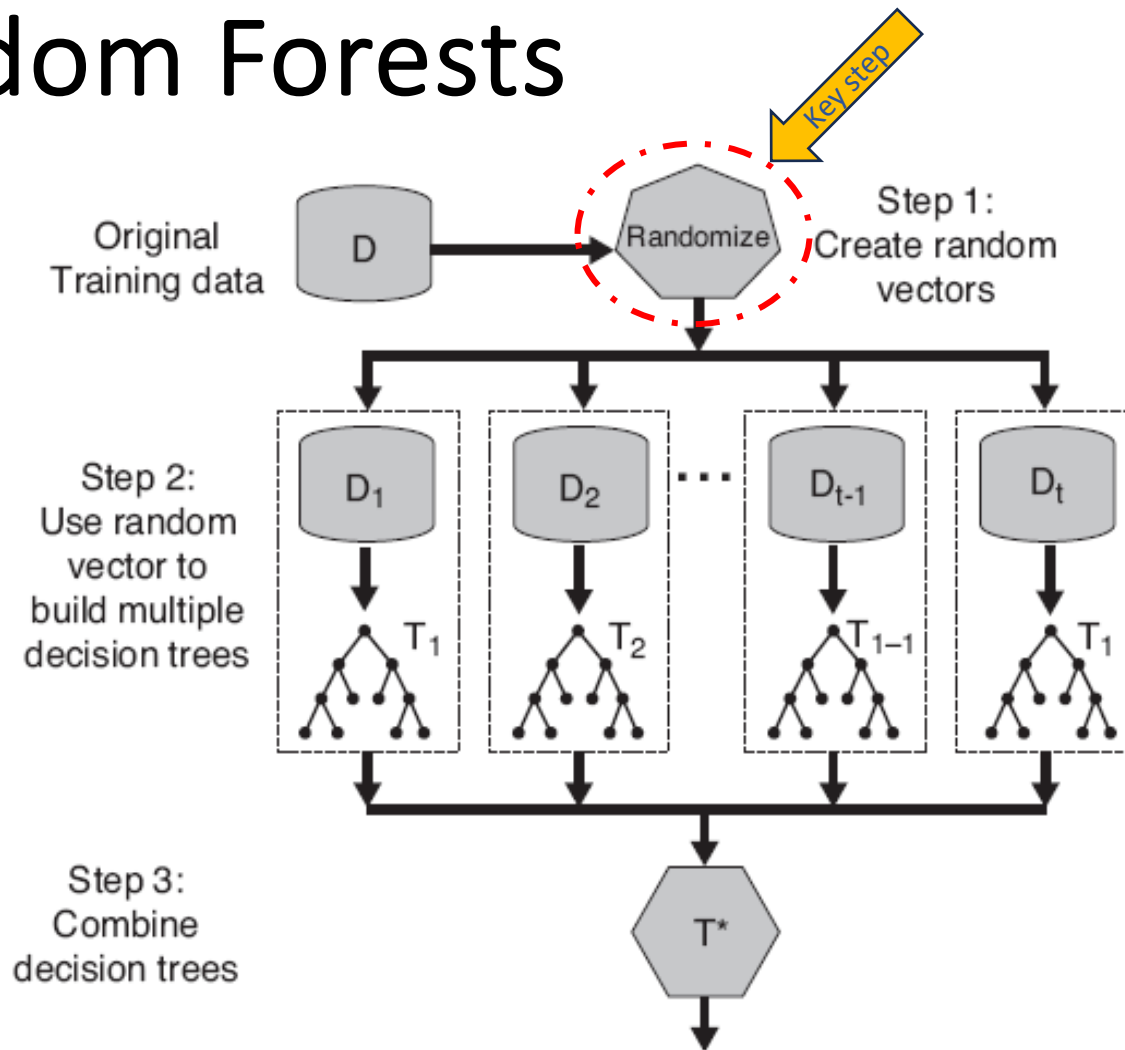 dom Forests
Key step
Original
Training data
D
Randomize
Step 1:
Create random
vectors
Step 2:
Use random
vector to
build multiple
decision trees
D₁
D₂
...
Dₜ₋₁
Dₜ
T₁
T₂
T₁₋₁
T₁
Step 3:
Combine
decision trees
T*